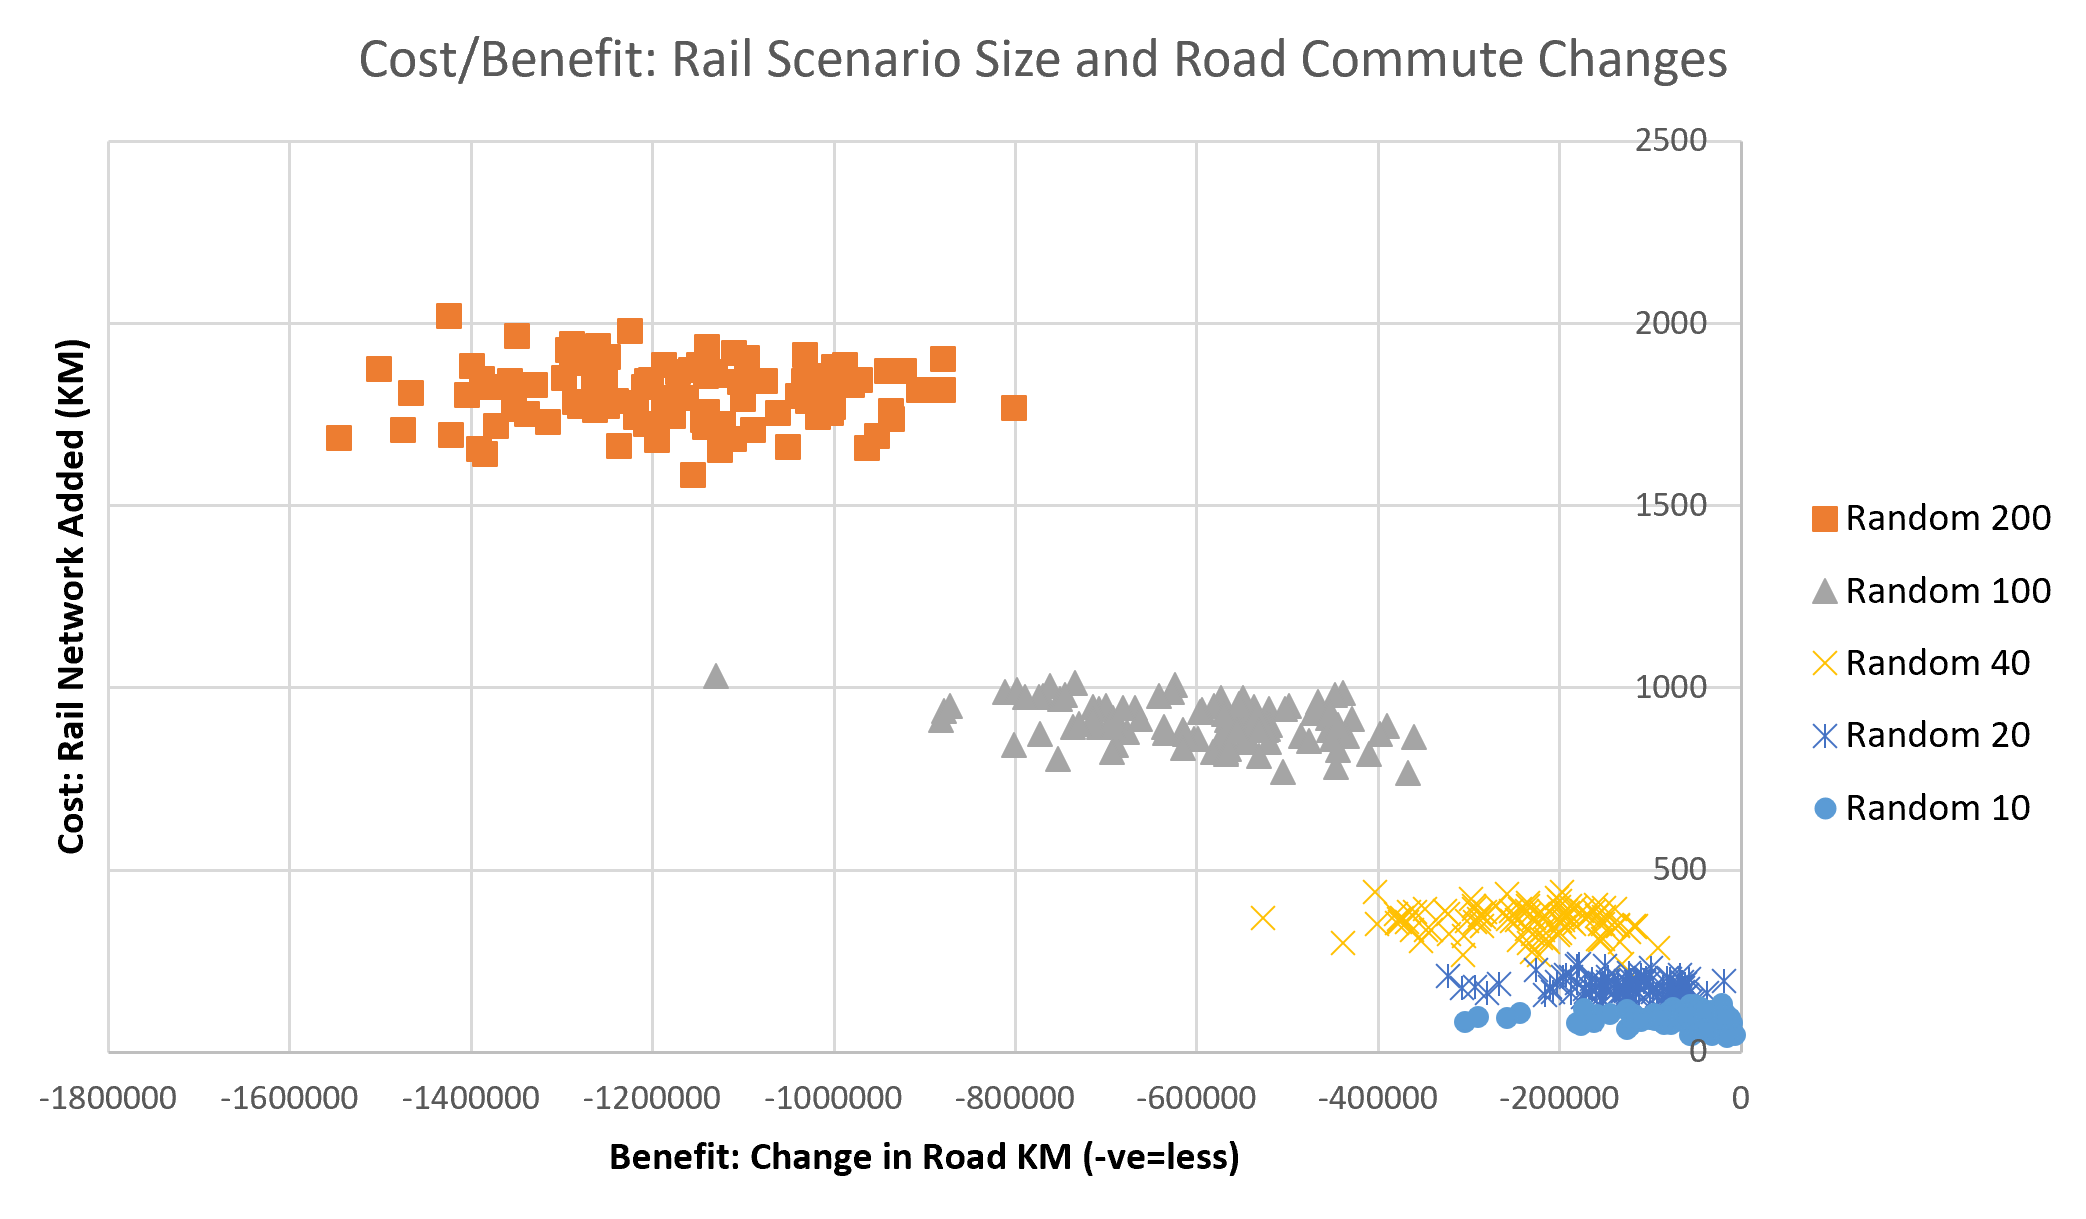 Cost/Benefit: Rail Scenario Size and Road Commute Changes
Cost: Rail Network Added (KM)
2500
2000
1500
1000
500
0
-1800000 -1600000 -1400000 -1200000 -1000000 -800000 -600000 -400000 -200000 0
Benefit: Change in Road KM (-ve=less)
Random 200
Random 100
Random 40
Random 20
Random 10